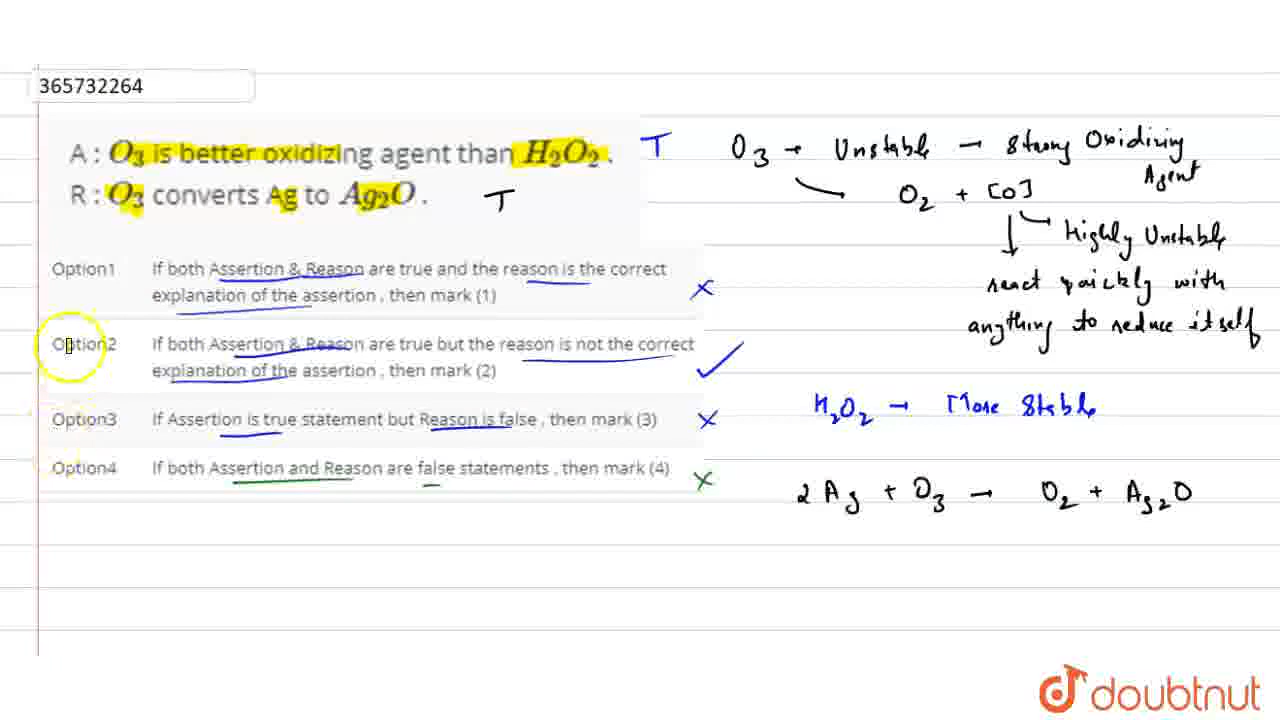 365732264
A : O₃ is better oxidizing agent than H₂O₂ . T
R : O₃ converts Ag to Ag₂O . T
Option1 If both Assertion & Reason are true and the reason is the correct
explanation of the assertion , then mark (1) ✗
Option2 If both Assertion & Reason are true but the reason is not the correct
explanation of the assertion , then mark (2) ✓
Option3 If Assertion is true statement but Reason is false , then mark (3) ✗
Option4 If both Assertion and Reason are false statements , then mark (4) ✗
O₃ → Unstable → Strong Oxidizing
Agent
O₂ + [O]
Highly Unstable
react quickly with
anything to reduce itself
H₂O₂ → More Stable
2 Ag + O₃ → O₂ + Ag₂O
doubtnut